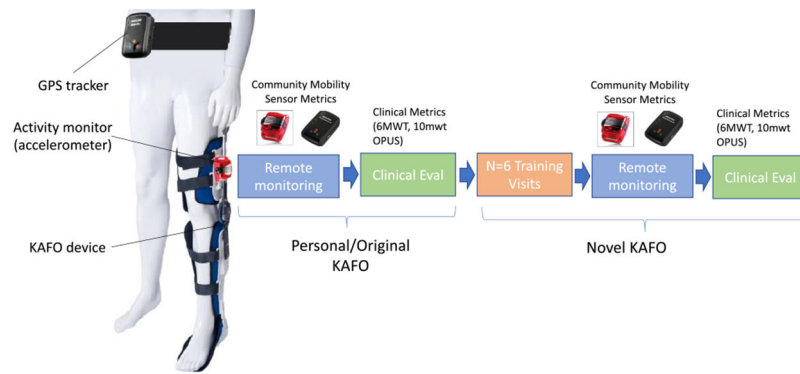 GPS tracker
Activity monitor
(accelerometer)
KAFO device
Community Mobility
Sensor Metrics
Clinical Metrics
(6MWT, 10mwt
OPUS)
Remote
monitoring
Clinical Eval
Personal/Original
KAFO
N=6 Training
Visits
Community Mobility
Sensor Metrics
Clinical Metrics
(6MWT, 10mwt
OPUS)
Remote
monitoring
Clinical Eval
Novel KAFO